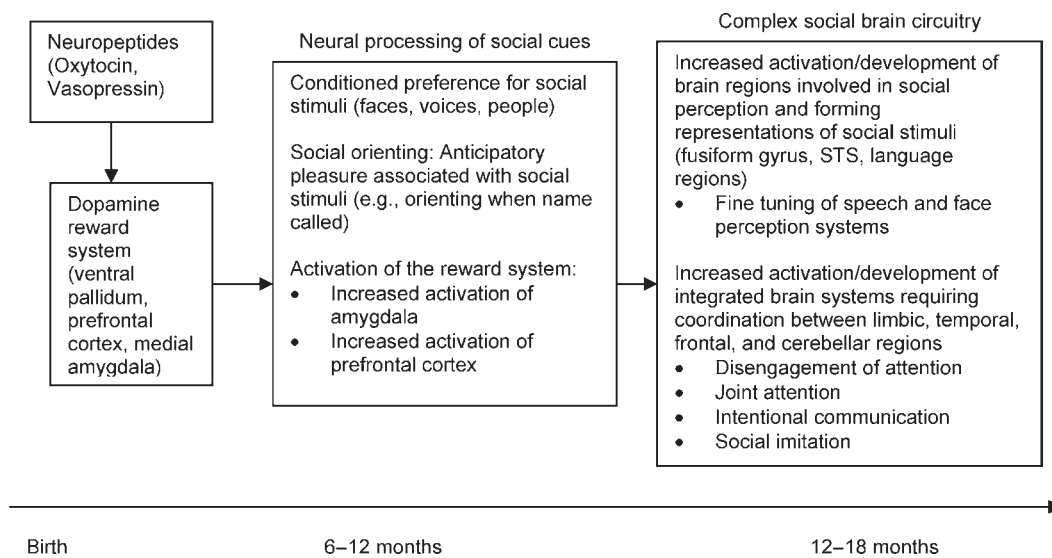 Neuropeptides
(Oxytocin,
Vasopressin)
Dopamine
reward
system
(ventral
pallidum,
prefrontal
cortex, medial
amygdala)
Neural processing of social cues
Conditioned preference for social
stimuli (faces, voices, people)
Social orienting: Anticipatory
pleasure associated with social
stimuli (e.g., orienting when name
called)
Activation of the reward system:
• Increased activation of
amygdala
• Increased activation of
prefrontal cortex
Complex social brain circuitry
Increased activation/development of
brain regions involved in social
perception and forming
representations of social stimuli
(fusiform gyrus, STS, language
regions)
• Fine tuning of speech and face
perception systems
Increased activation/development of
integrated brain systems requiring
coordination between limbic, temporal,
frontal, and cerebellar regions
• Disengagement of attention
• Joint attention
• Intentional communication
• Social imitation
Birth
6–12 months
12–18 months